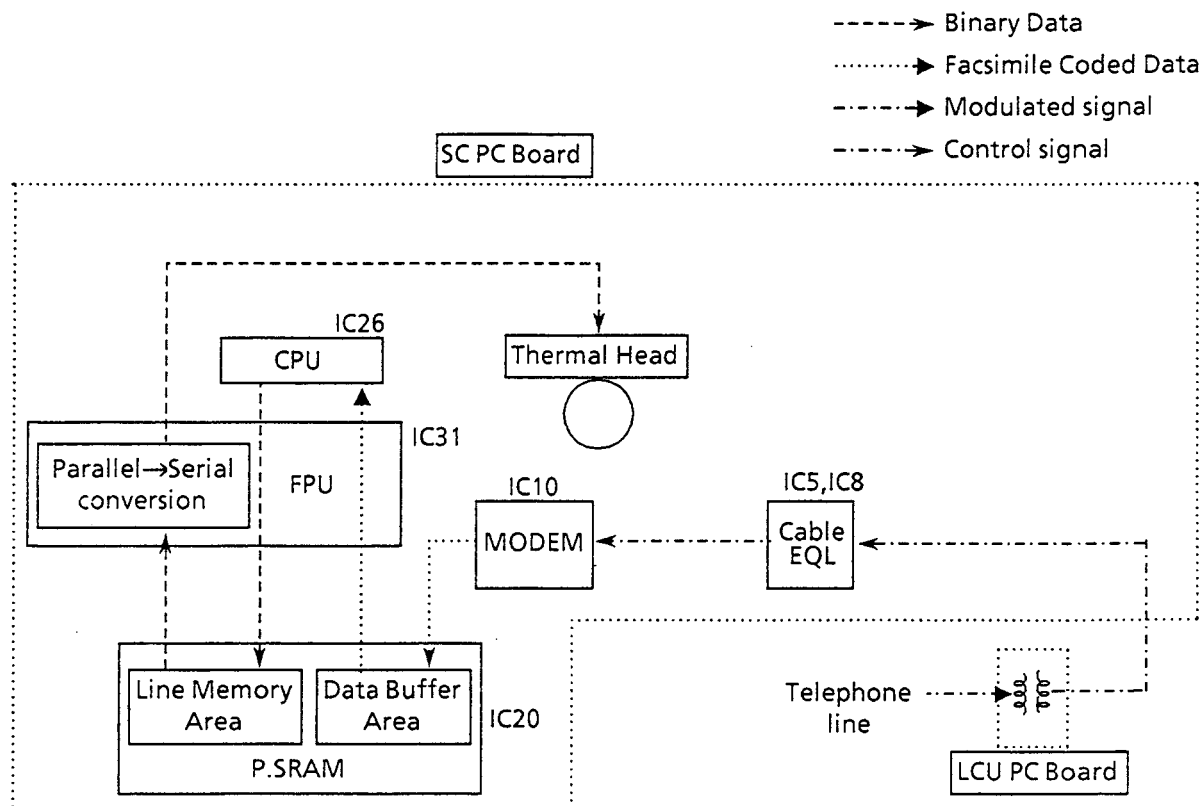 Binary Data
Facsimile Coded Data
Modulated signal
Control signal
SC PC Board
IC26
CPU
Thermal Head
IC31
Parallel→Serial
conversion
FPU
IC10
MODEM
IC5,IC8
Cable
EQL
Line Memory
Area
Data Buffer
Area
IC20
P.SRAM
Telephone
line
LCU PC Board